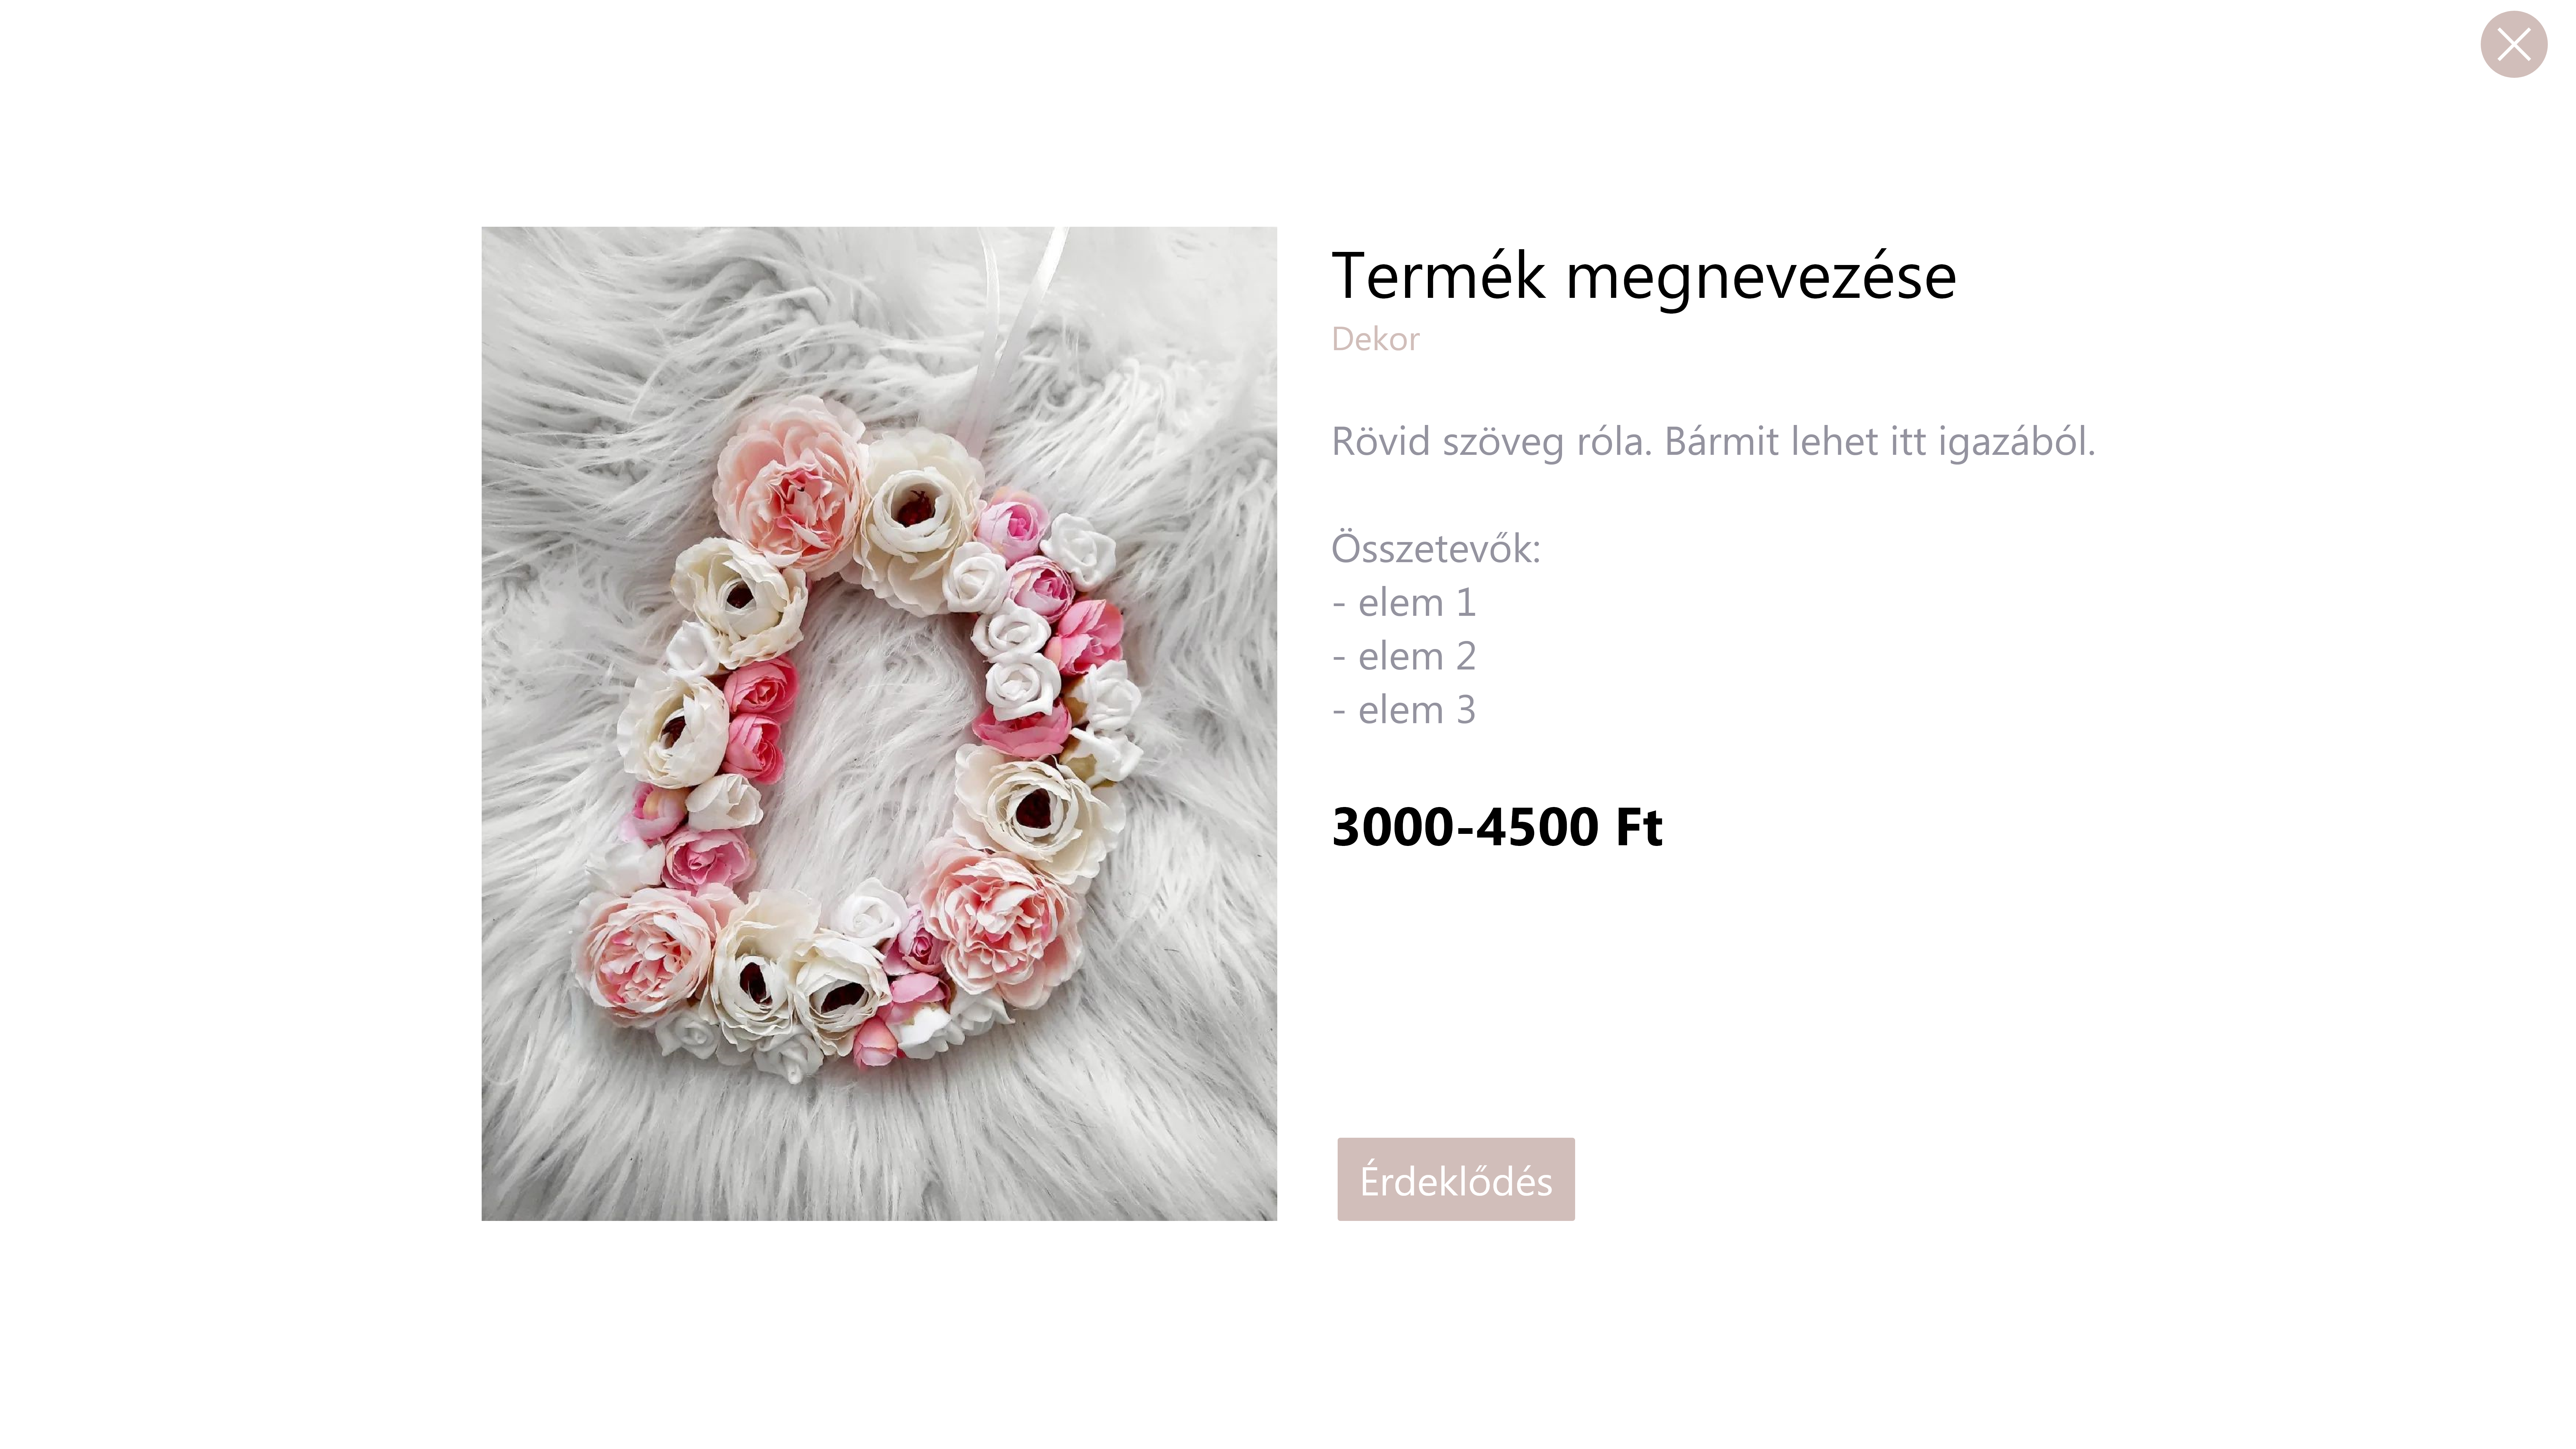 Termék megnevezése
Dekor
Rövid szöveg róla. Bármit lehet itt igazából.
Összetevők:
- elem 1
- elem 2
- elem 3
3000-4500 Ft
Érdeklődés